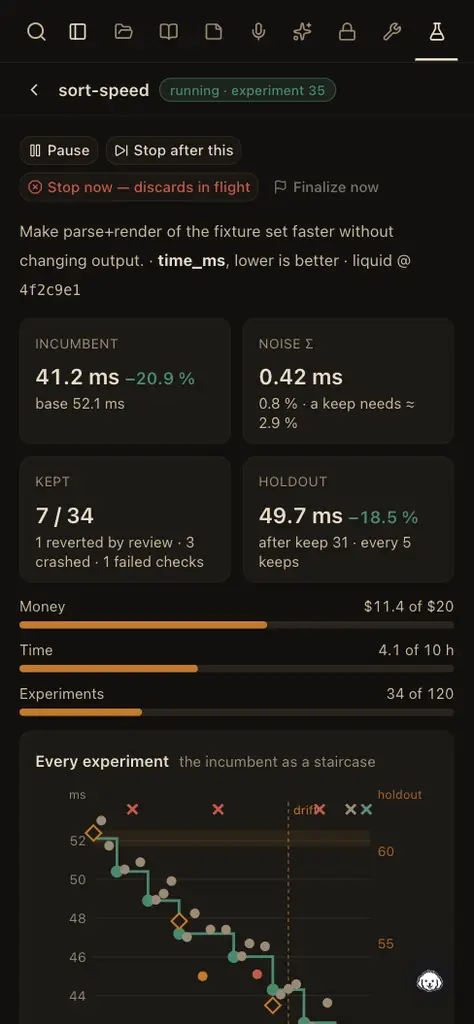 sort-speed running · experiment 35
Pause Stop after this
Stop now — discards in flight Finalize now
Make parse+render of the fixture set faster without
changing output. · time_ms, lower is better · liquid @
4f2c9e1
INCUMBENT
41.2 ms −20.9 %
base 52.1 ms
NOISE Σ
0.42 ms
0.8 % · a keep needs ≈
2.9 %
KEPT
7 / 34
1 reverted by review · 3
crashed · 1 failed checks
HOLDOUT
49.7 ms −18.5 %
after keep 31 · every 5
keeps
Money $11.4 of $20
Time 4.1 of 10 h
Experiments 34 of 120
Every experiment the incumbent as a staircase
ms holdout
drift
52
60
50
48
55
46
44